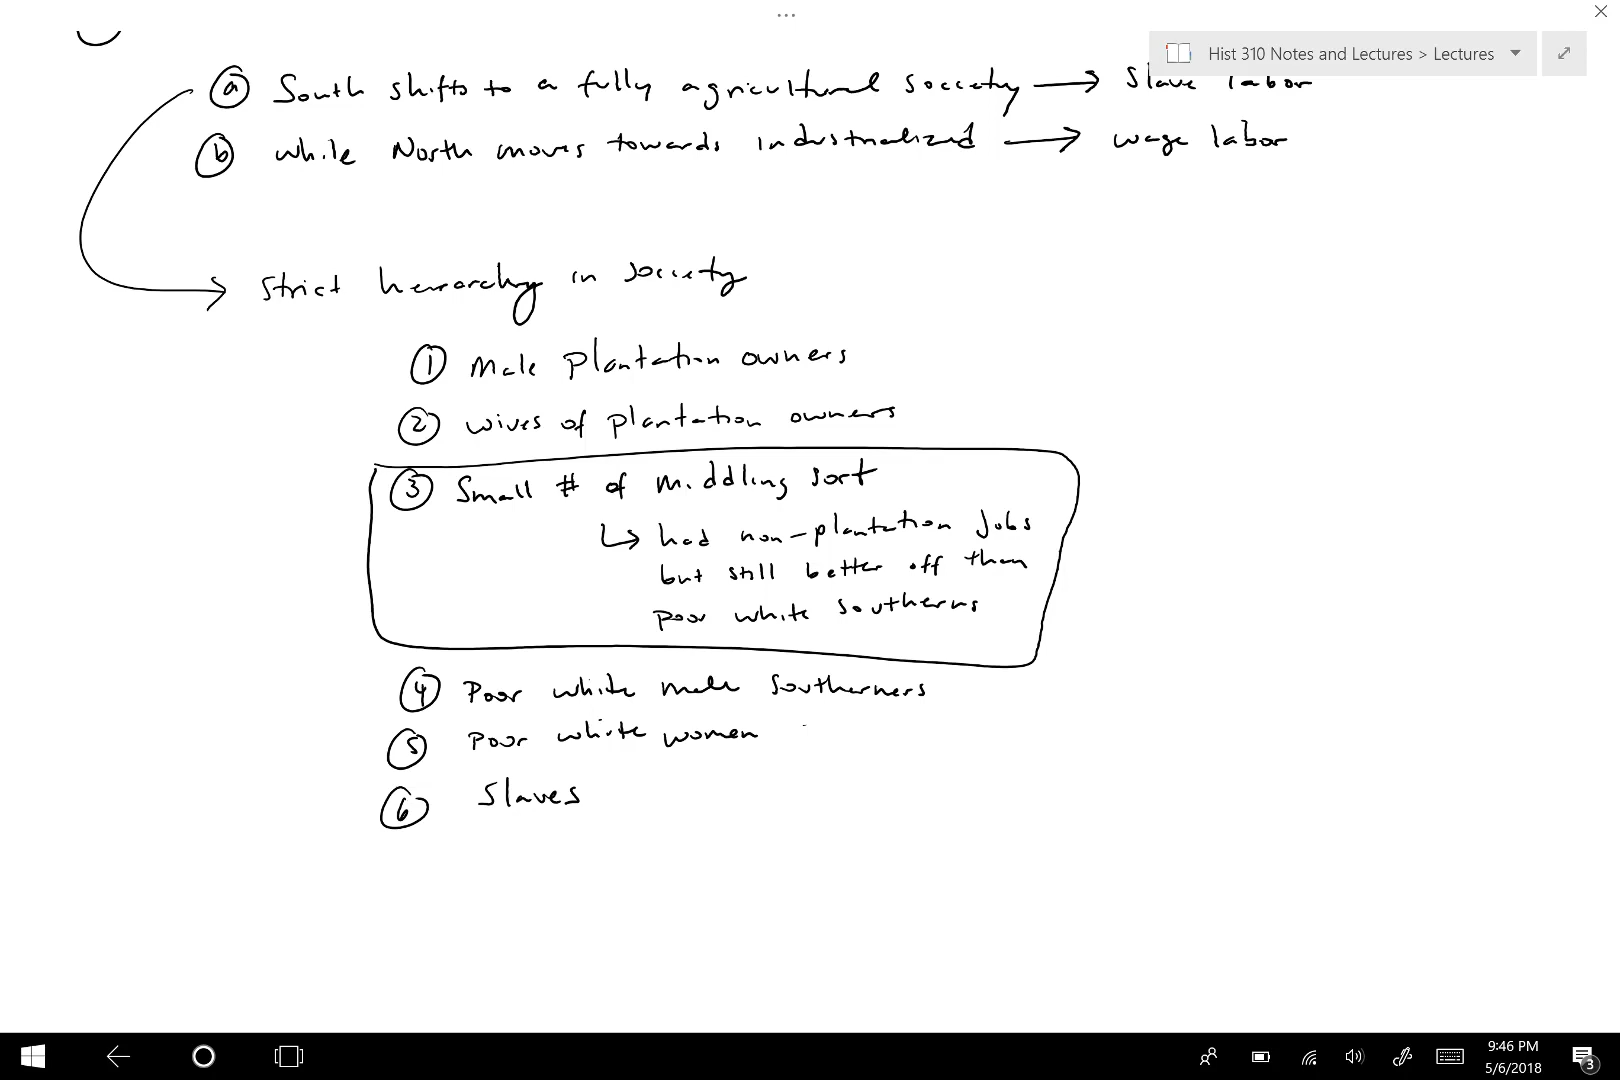 Hist 310 Notes and Lectures > Lectures
(a) South shifts to a fully agricultural society → Slave labor
(b) while North moves towards industrialized → wage labor
Strict heirarchy in society
(1) Male plantation owners
(2) wives of plantation owners
(3) Small # of middling sort
↳ had non-plantation jobs
but still better off than
poor white southerns
(4) Poor white male Southerners
(5) Poor white women
(6) Slaves
9:46 PM
5/6/2018
3